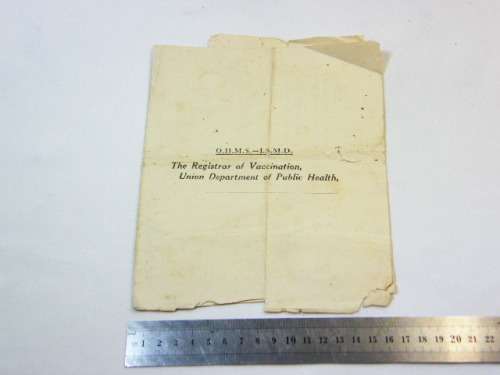 O.H.M.S.—I.S.M.D.
The Registrar of Vaccination,
Union Department of Public Health,
1 2 3 4 5 6 7 8 9 10 11 12 13 14 15 16 17 18 19 20 21 22